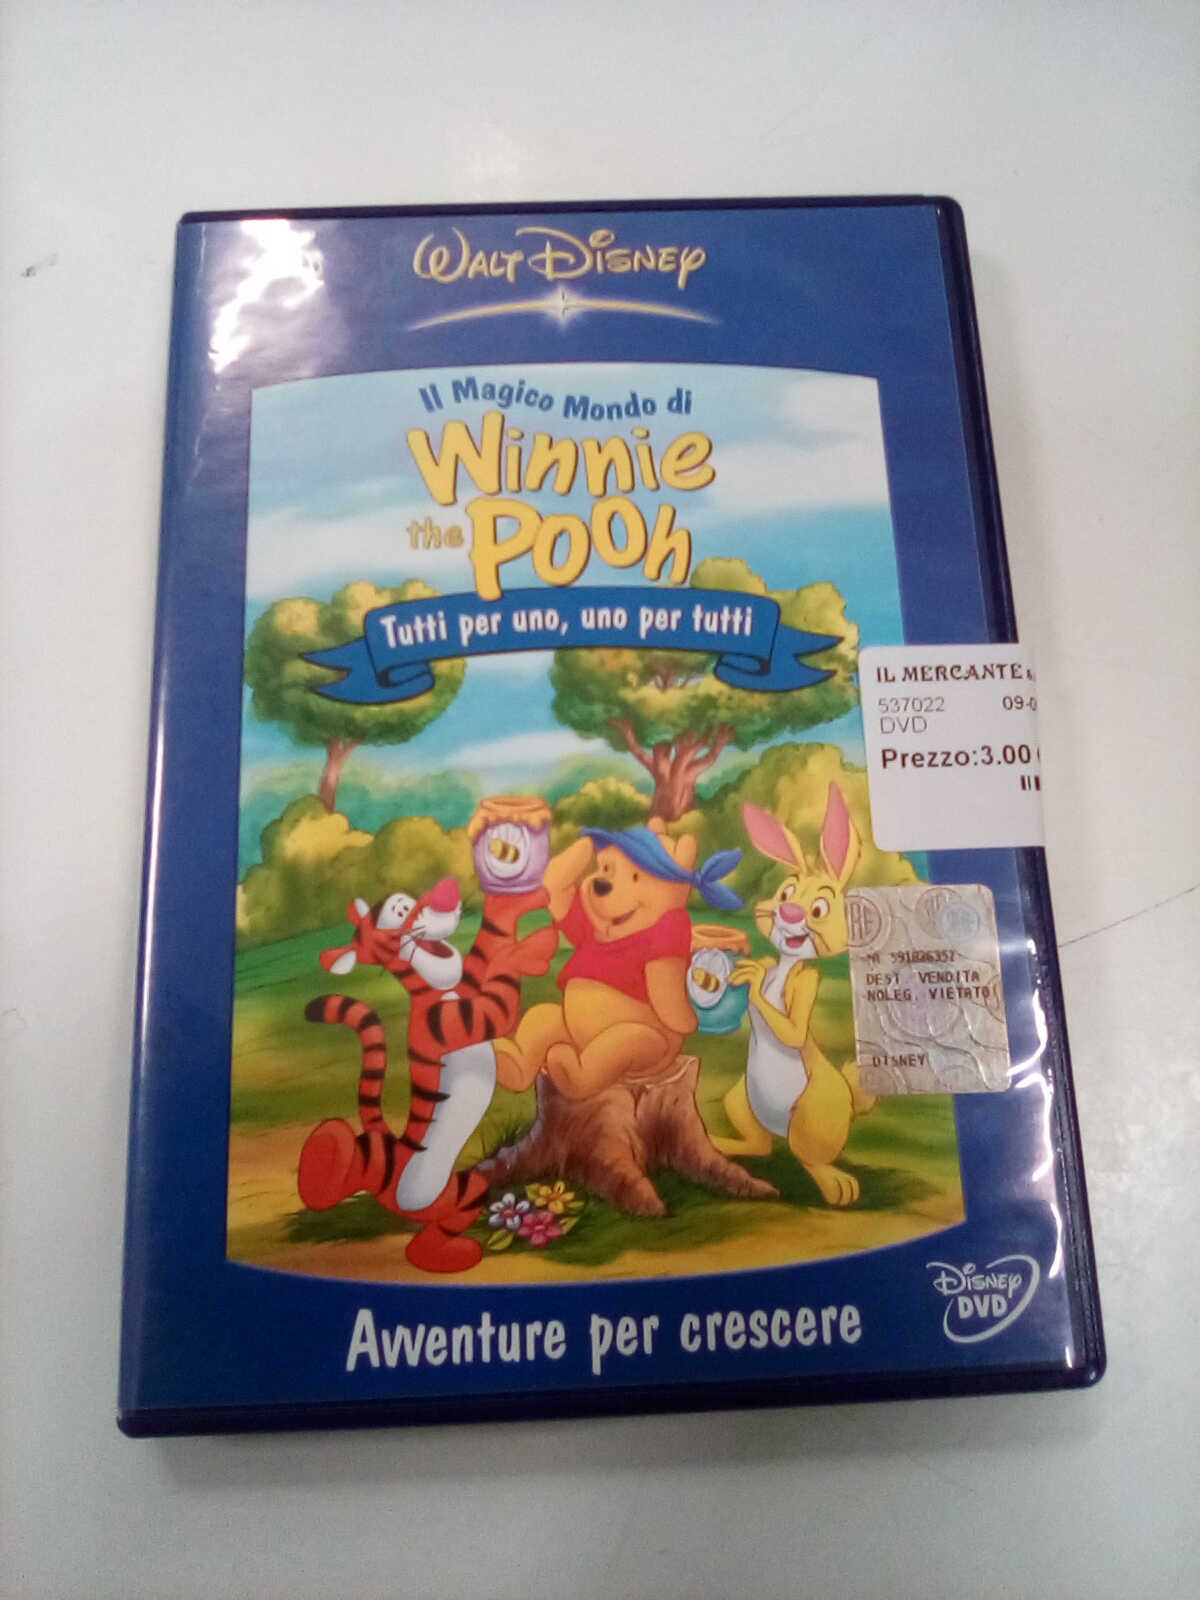 WALT DISNEY
Il Magico Mondo di
Winnie
the Pooh
Tutti per uno, uno per tutti
IL MERCANTE
537022 09-0
DVD
Prezzo:3.00
591826352
DEST. VENDITA
NOLEG. VIETATO
DISNEY
Avventure per crescere
DISNEY
DVD